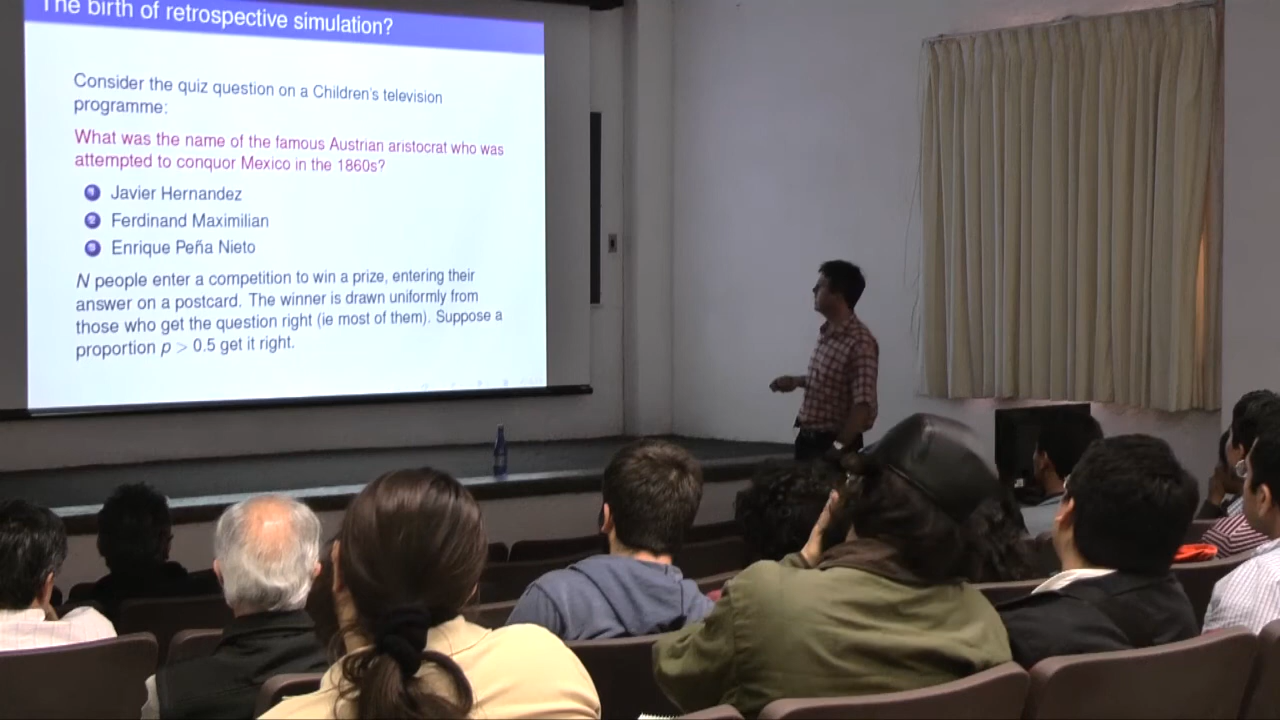 The birth of retrospective simulation?
Consider the quiz question on a Children's television
programme:
What was the name of the famous Austrian aristocrat who was
attempted to conquor Mexico in the 1860s?
1 Javier Hernandez
2 Ferdinand Maximilian
3 Enrique Peña Nieto
N people enter a competition to win a prize, entering their
answer on a postcard. The winner is drawn uniformly from
those who get the question right (ie most of them). Suppose a
proportion p > 0.5 get it right.